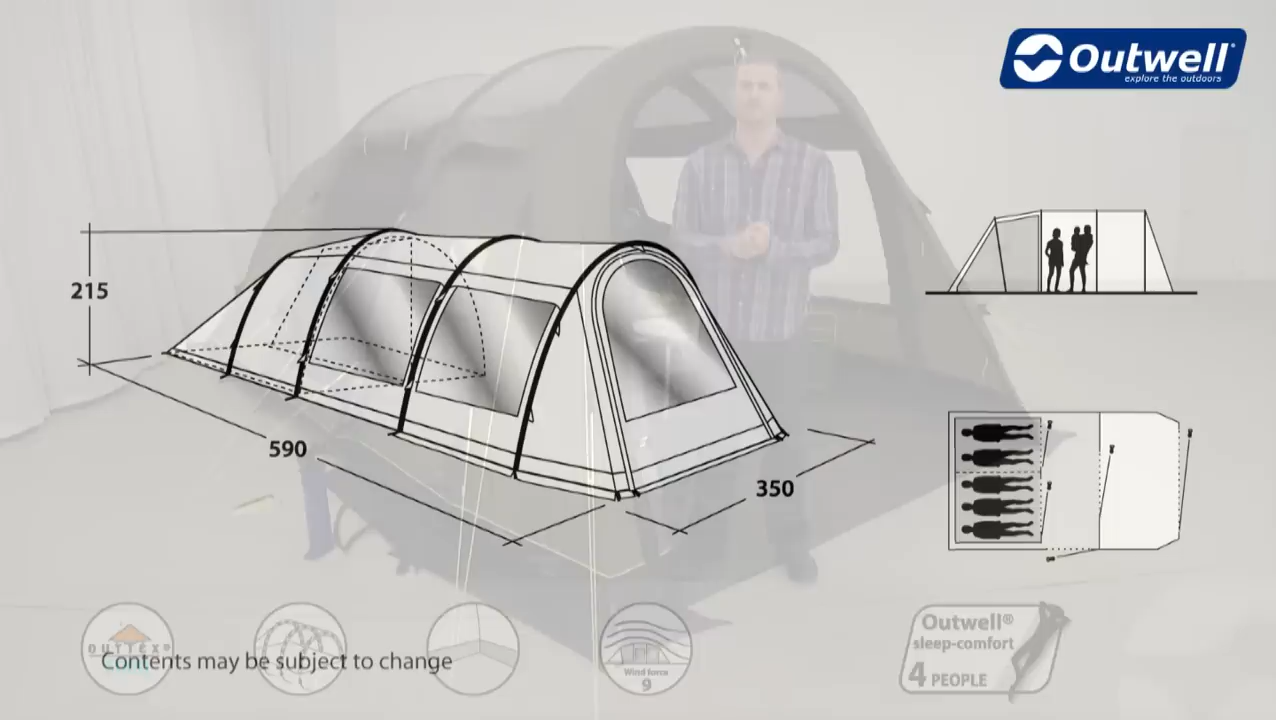 Outwell®
explore the outdoors
215
590
350
OUTTEX®
Contents may be subject to change
Wind force
9
Outwell®
sleep-comfort
4 PEOPLE